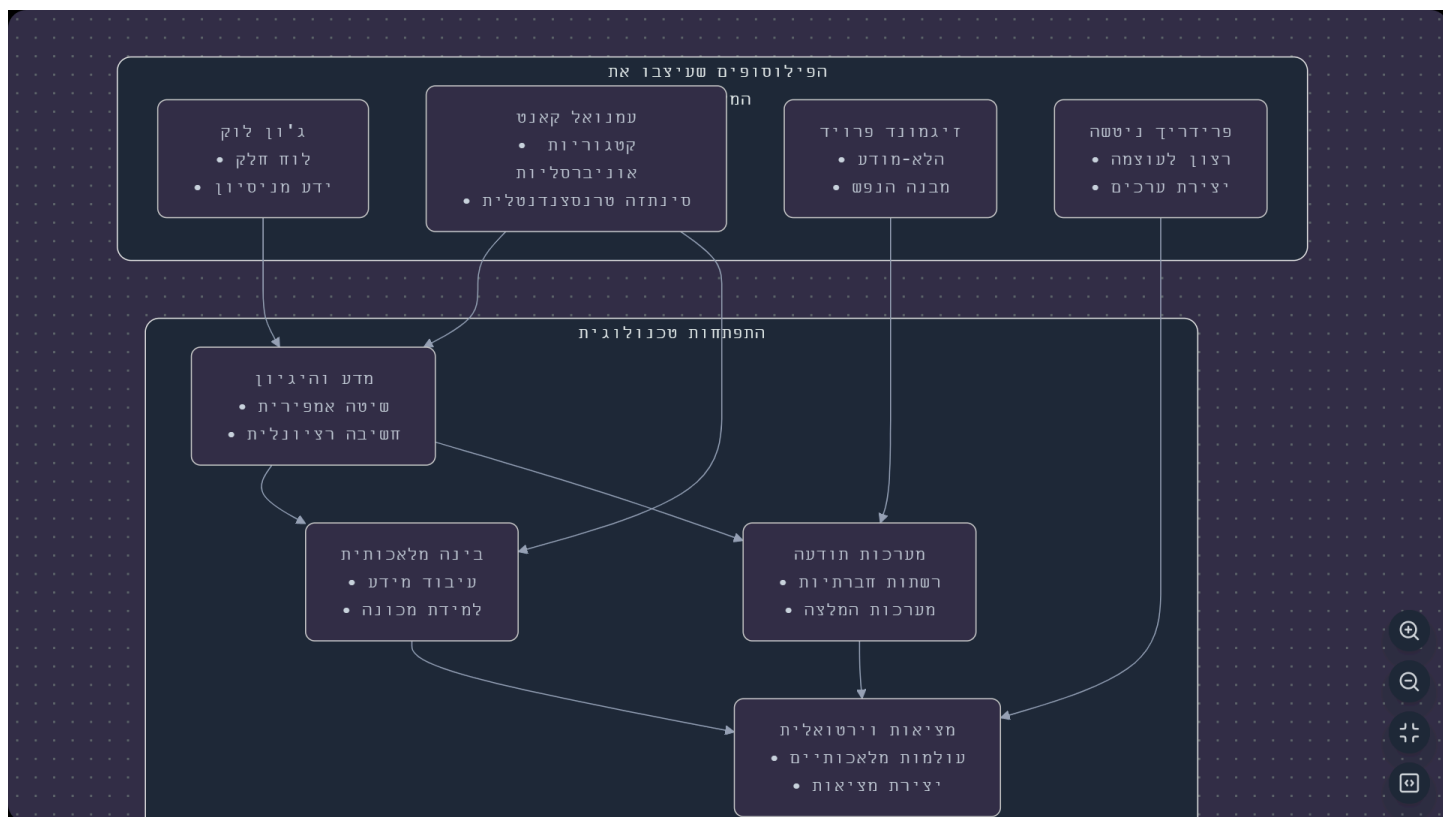 הפילוסופים שעיצבו את
המ
ג'ון לוק
• לוח חלק
• ידע מניסיון
עמנואל קאנט
• קטגוריות
אוניברסליות
• סינתזה טרנסצנדנטלית
זיגמונד פרויד
• הלא-מודע
• מבנה הנפש
פרידריך ניטשה
• רצון לעוצמה
• יצירת ערכים
התפתחות טכנולוגית
מדע והיגיון
• שיטה אמפירית
• חשיבה רציונלית
בינה מלאכותית
• עיבוד מידע
• למידת מכונה
מערכות תודעה
• רשתות חברתיות
• מערכות המלצה
מציאות וירטואלית
• עולמות מלאכותיים
• יצירת מציאות